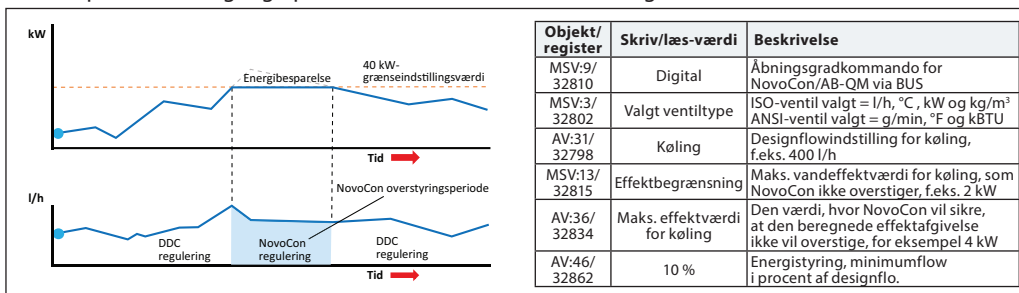 kW
Energibesparelse
40 kW-
grænseindstillingsværdi
Tid
l/h
NovoCon overstyringsperiode
DDC
regulering
NovoCon
regulering
DDC
regulering
Tid
Objekt/
register
Skriv/læs-værdi
Beskrivelse
MSV:9/
32810
Digital
Åbningsgradkommando for
NovoCon/AB-QM via BUS
MSV:3/
32802
Valgt ventiltype
ISO-ventil valgt = l/h, °C , kW og kg/m³
ANSI-ventil valgt = g/min, °F og kBTU
AV:31/
32798
Køling
Designflowindstilling for køling,
f.eks. 400 l/h
MSV:13/
32815
Effektbegrænsning
Maks. vandeffektværdi for køling, som
NovoCon ikke overstiger, f.eks. 2 kW
AV:36/
32834
Maks. effektværdi
for køling
Den værdi, hvor NovoCon vil sikre,
at den beregnede effektafgivelse
ikke vil overstige, for eksempel 4 kW
AV:46/
32862
10 %
Energistyring, minimumflow
i procent af designflo.